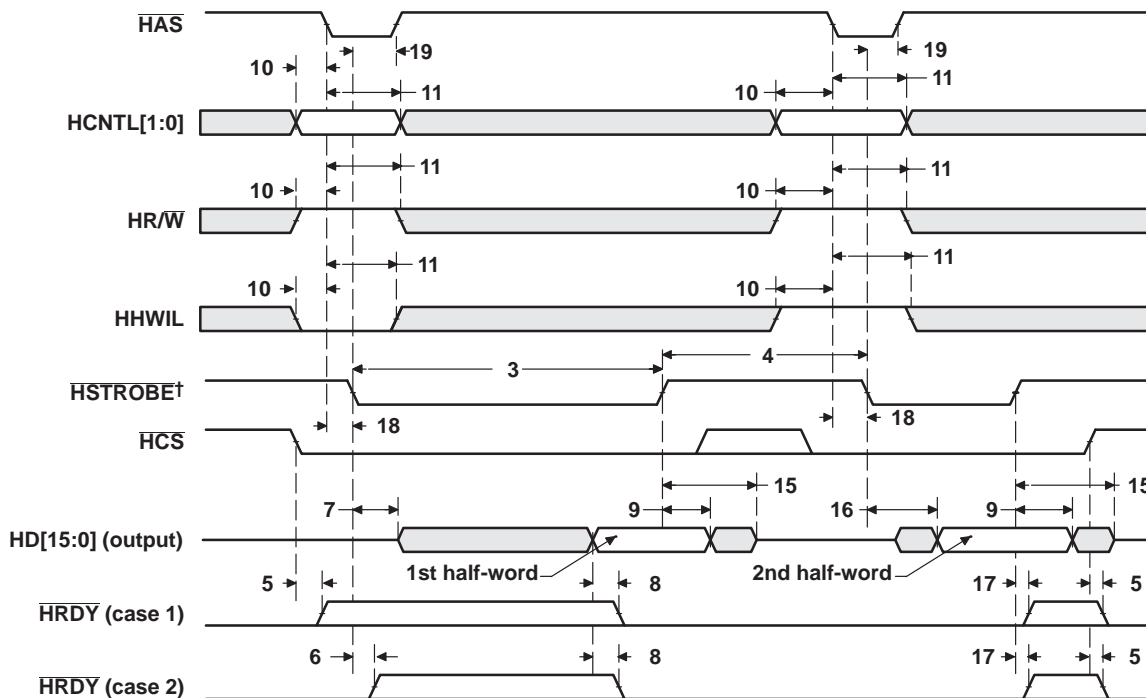 HAS
19 19
10 11 10 11
HCNTL[1:0]
11 11
10 10
HR/W
11 11
10 10
HHWIL
3 4
HSTROBE†
18 18
HCS
15 15
7 9 16 9
HD[15:0] (output)
1st half-word 2nd half-word
5 8 17 5
HRDY (case 1)
6 8 17 5
HRDY (case 2)